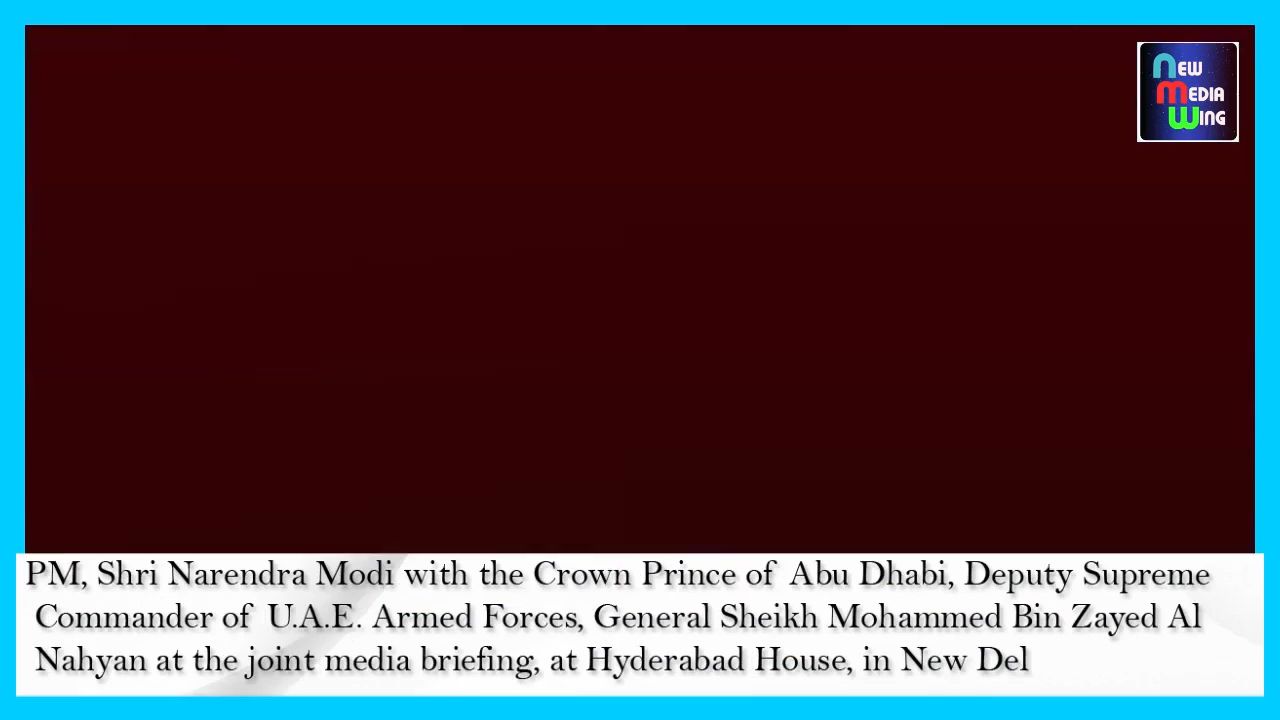 NEW
MEDIA
WING
PM, Shri Narendra Modi with the Crown Prince of Abu Dhabi, Deputy Supreme
Commander of U.A.E. Armed Forces, General Sheikh Mohammed Bin Zayed Al
Nahyan at the joint media briefing, at Hyderabad House, in New Del